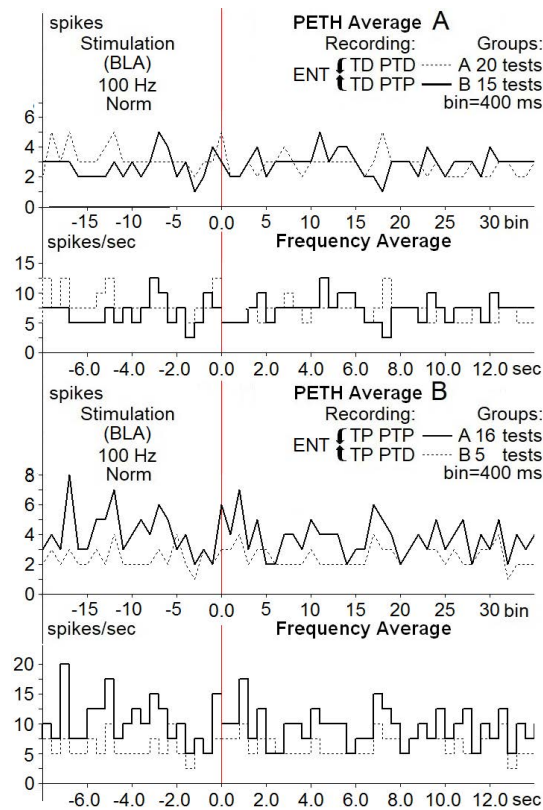 spikes PETH Average A
Stimulation Recording: Groups:
(BLA) TD PTD A 20 tests
100 Hz ENT TD PTP B 15 tests
Norm bin=400 ms
6
4
2
0
-15 -10 -5 0.0 5 10 15 20 30 bin
spikes/sec Frequency Average
15
10
5
0
-6.0 -4.0 -2.0 0.0 2.0 4.0 6.0 8.0 10.0 12.0 sec
spikes PETH Average B
Stimulation Recording: Groups:
(BLA) TP PTP A 16 tests
100 Hz ENT TP PTD B 5 tests
Norm bin=400 ms
8
6
4
2
0
-15 -10 -5 0.0 5 10 15 20 30 bin
spikes/sec Frequency Average
20
15
10
5
0
-6.0 -4.0 -2.0 0.0 2.0 4.0 6.0 8.0 10.0 12.0 sec